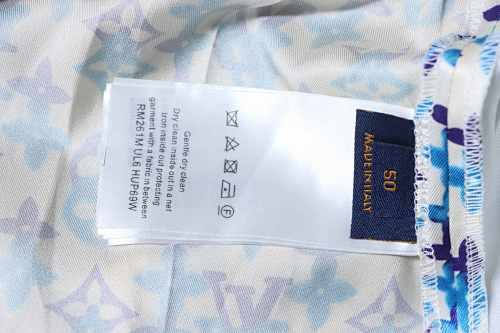 Gentle dry clean
Dry clean inside out in a net
Iron inside out protecting
garment with a fabric in between
RM261M UL6 HUP69W
F
50
MADE IN ITALY
LV